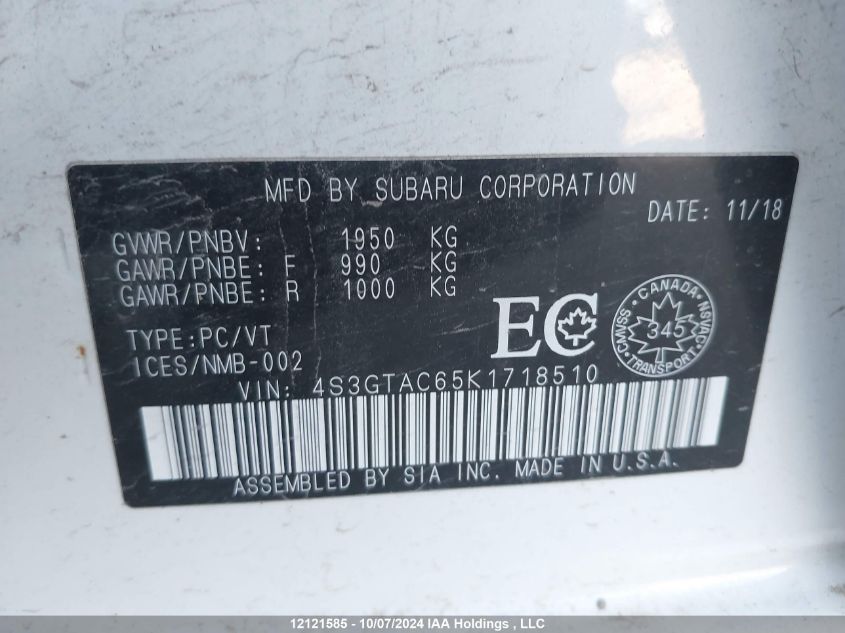 MFD BY SUBARU CORPORATION
DATE: 11/18
GVWR/PNBV: 1950 KG
GAWR/PNBE: F 990 KG
GAWR/PNBE: R 1000 KG
TYPE:PC/VT
ICES/NMB-002
EC
CANADA
CMVSS NSVAC
345
TRANSPORT
VIN: 4S3GTAC65K1718510
ASSEMBLED BY SIA INC. MADE IN U.S.A.
12121585 - 10/07/2024 IAA Holdings , LLC